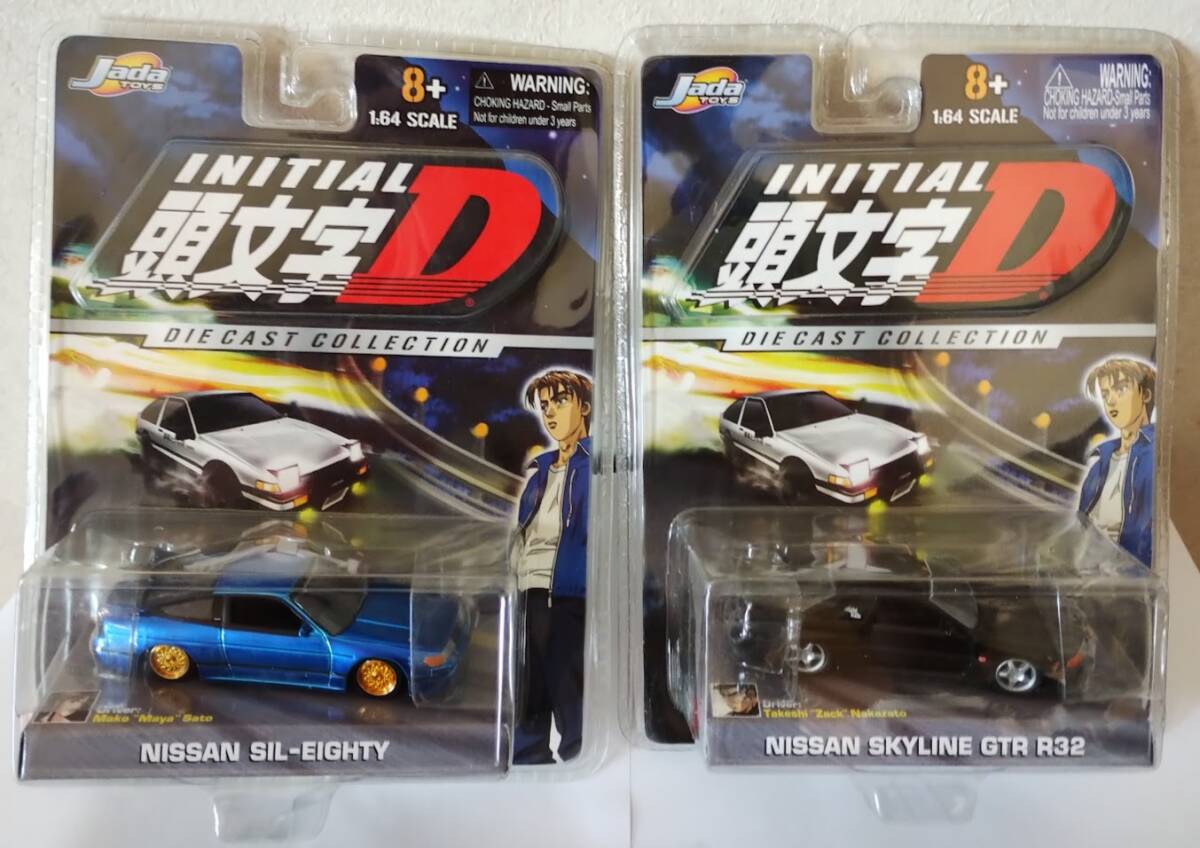 Jada
TOYS
8+
1:64 SCALE
WARNING:
CHOKING HAZARD - Small Parts
Not for children under 3 years
INITIAL D
頭文字
®
DIE CAST COLLECTION
Driver:
Mako "Maya" Sato
NISSAN SIL-EIGHTY
Jada
TOYS
8+
1:64 SCALE
WARNING:
CHOKING HAZARD-Small Parts
Not for children under 3 years
INITIAL D
頭文字
DIE CAST COLLECTION
Driver:
Takeshi "Zack" Nakazato
NISSAN SKYLINE GTR R32